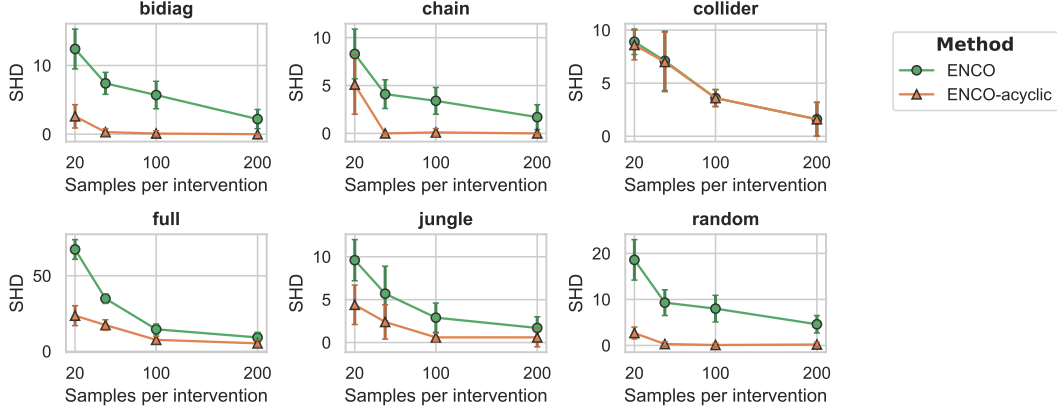 bidiag
chain
collider
SHD
10
0
20
100
200
Samples per intervention
SHD
10
5
0
20
100
200
Samples per intervention
SHD
10
5
0
20
100
200
Samples per intervention
Method
ENCO
ENCO-acyclic
full
jungle
random
SHD
50
0
20
100
200
Samples per intervention
SHD
10
5
0
20
100
200
Samples per intervention
SHD
20
10
0
20
100
200
Samples per intervention